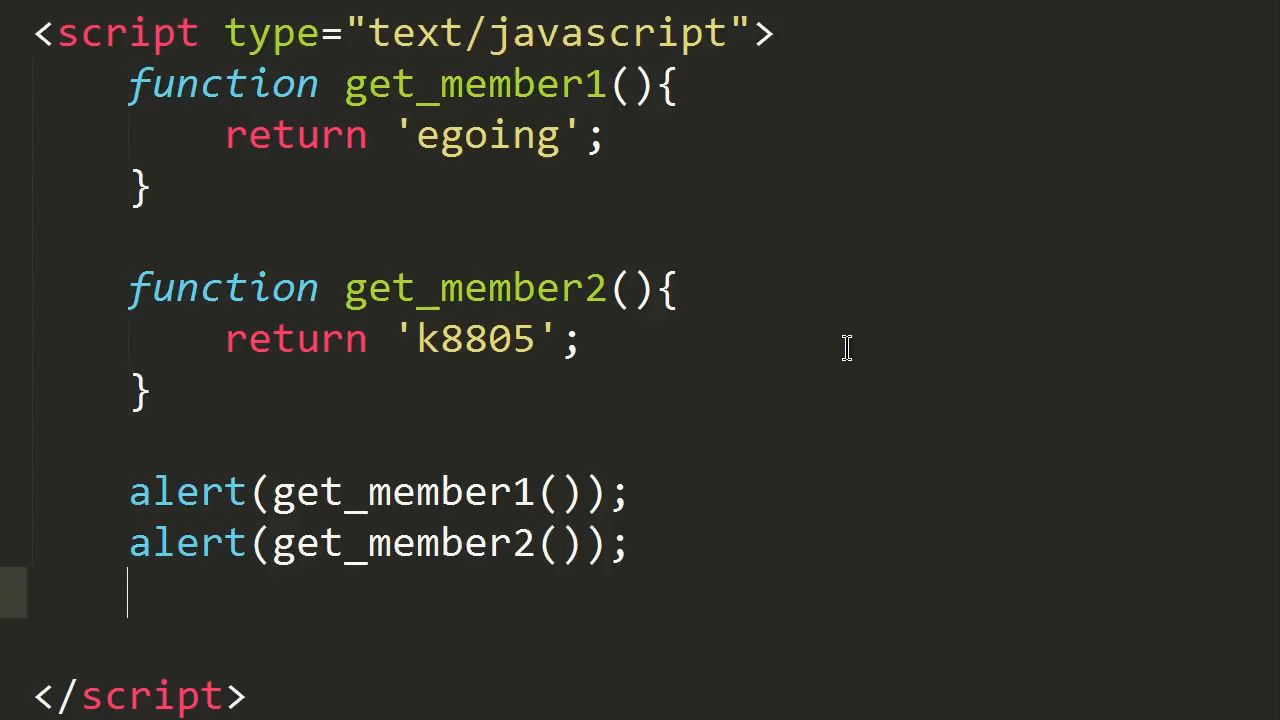 <script type="text/javascript">
function get_member1(){
return 'egoing';
}
function get_member2(){
return 'k8805';
}
alert(get_member1());
alert(get_member2());
</script>